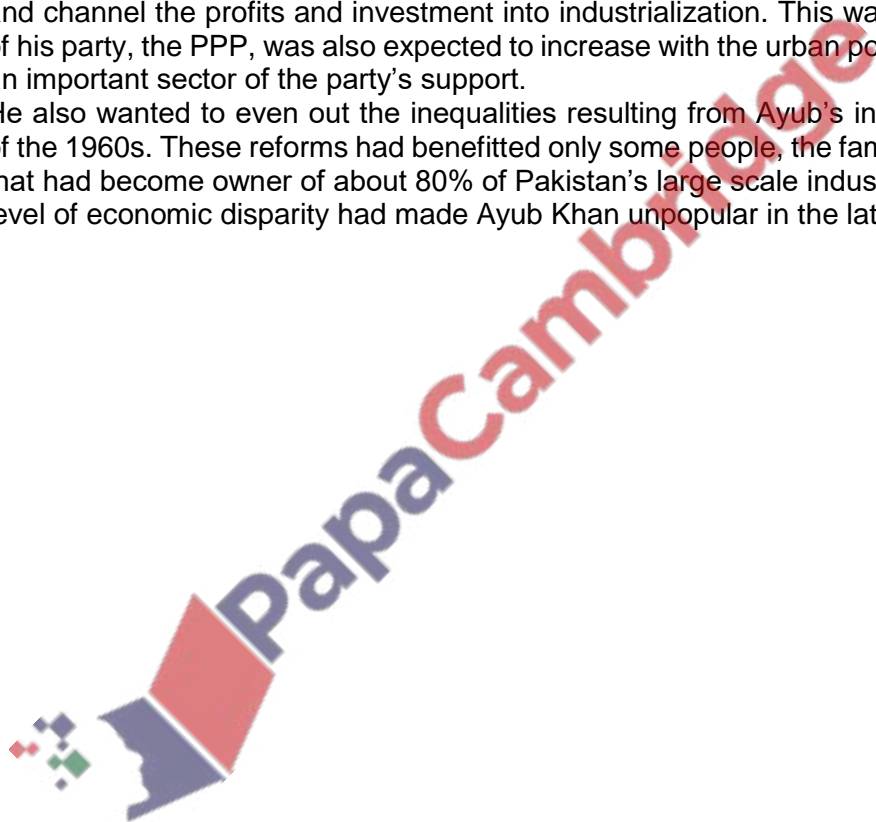 nd channel the profits and investment into industrialization. This wa
f his party, the PPP, was also expected to increase with the urban po
n important sector of the party's support.
He also wanted to even out the inequalities resulting from Ayub's in
f the 1960s. These reforms had benefitted only some people, the fam
hat had become owner of about 80% of Pakistan's large scale indus
evel of economic disparity had made Ayub Khan unpopular in the lat
PapaCambridge